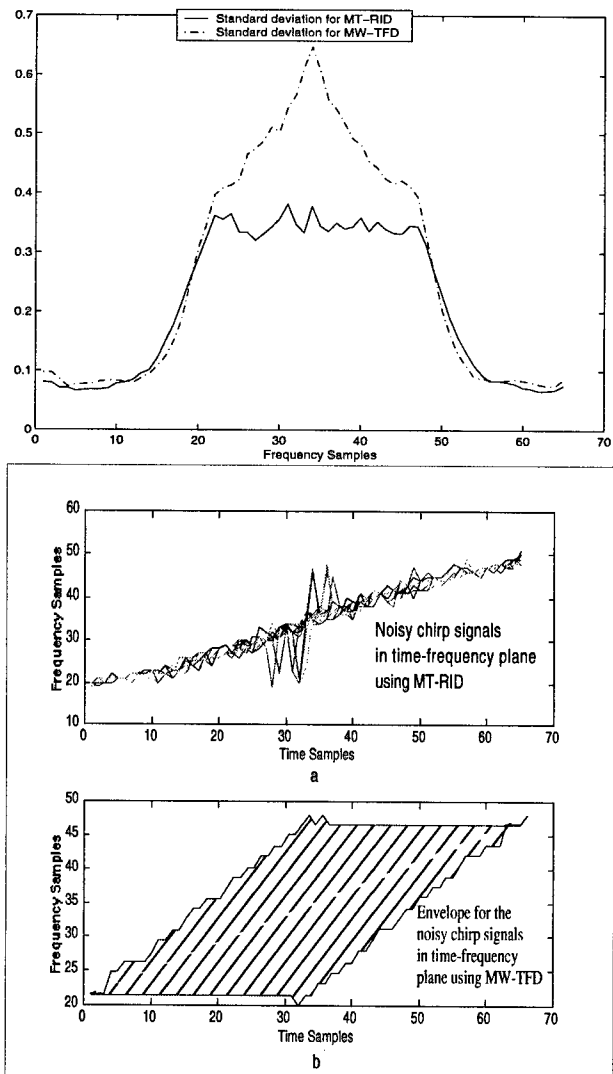 Standard deviation for MT-RID
Standard deviation for MW-TFD
0.7
0.6
0.5
0.4
0.3
0.2
0.1
0
0 10 20 30 40 50 60 70
Frequency Samples
60
50
40
30
20
10
Frequency Samples
Noisy chirp signals
in time-frequency plane
using MT-RID
0 10 20 30 40 50 60 70
Time Samples
a
50
45
35
30
25
20
Frequency Samples
Envelope for the
noisy chirp signals
in time-frequency
plane using MW-TFD
0 10 20 30 40 50 60 70
Time Samples
b